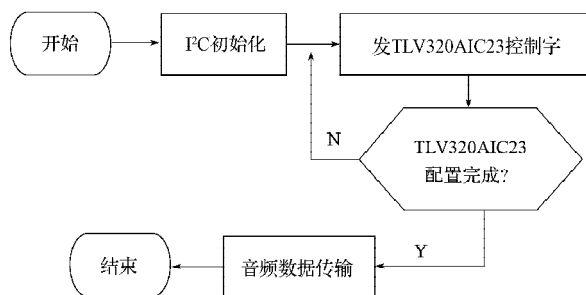 开始
I²C初始化
发TLV320AIC23控制字
N
TLV320AIC23
配置完成?
Y
音频数据传输
结束